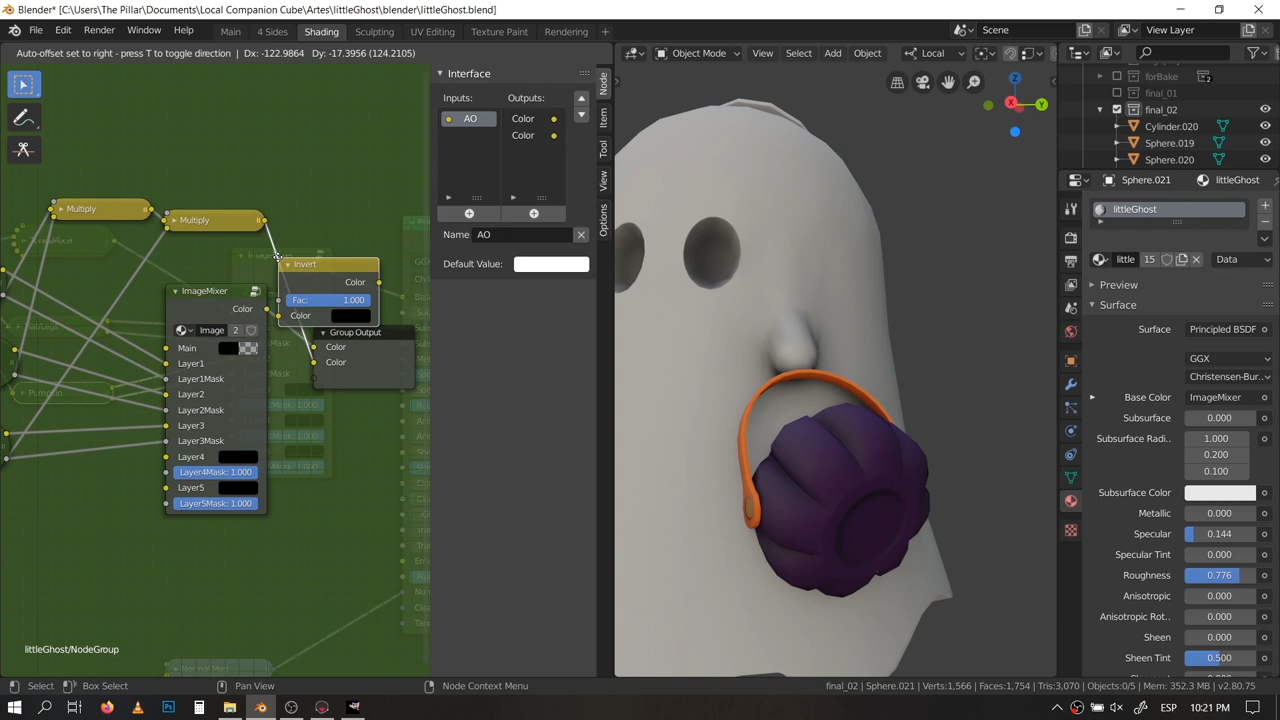 Blender* [C:\Users\The Pillar\Documents\Local Companion Cube\Artes\littleGhost\blender\littleGhost.blend]
File Edit Render Window Help Main 4 Sides Shading Sculpting UV Editing Texture Paint Rendering Scene View Layer
Auto-offset set to right - press T to toggle direction | Dx: -122.9864 Dy: -17.3956 (124.2105)
Object Mode View Select Add Object Local
Interface
Inputs: Outputs:
AO Color
Color
Name AO
Default Value:
Node
Item
Tool
View
Options
Multiply
Multiply
Invert
Color
Fac: 1.000
Color
ImageMixer
Color
Image 2
Main
Layer1
Layer1Mask
Layer2
Layer2Mask
Layer3
Layer3Mask
Layer4
Layer4Mask: 1.000
Layer5
Layer5Mask: 1.000
Group Output
Color
Color
Pumpkin
Normal Map
littleGhost/NodeGroup
X
Y
Z
forBake 2
final_01
final_02
Cylinder.020
Sphere.019
Sphere.020
Sphere.021 littleGhost
littleGhost
little 15 Data
Preview
Surface
Surface Principled BSDF
GGX
Christensen-Bur..
Base Color ImageMixer
Subsurface 0.000
Subsurface Radi.. 1.000
0.200
0.100
Subsurface Color
Metallic 0.000
Specular 0.144
Specular Tint 0.000
Roughness 0.776
Anisotropic 0.000
Anisotropic Rot.. 0.000
Sheen 0.000
Sheen Tint 0.500
Select Box Select Pan View Node Context Menu final_02 | Sphere.021 | Verts:1,566 | Faces:1,754 | Tris:3,070 | Objects:0/5 | Mem: 352.3 MB | v2.80.75
ESP 10:21 PM